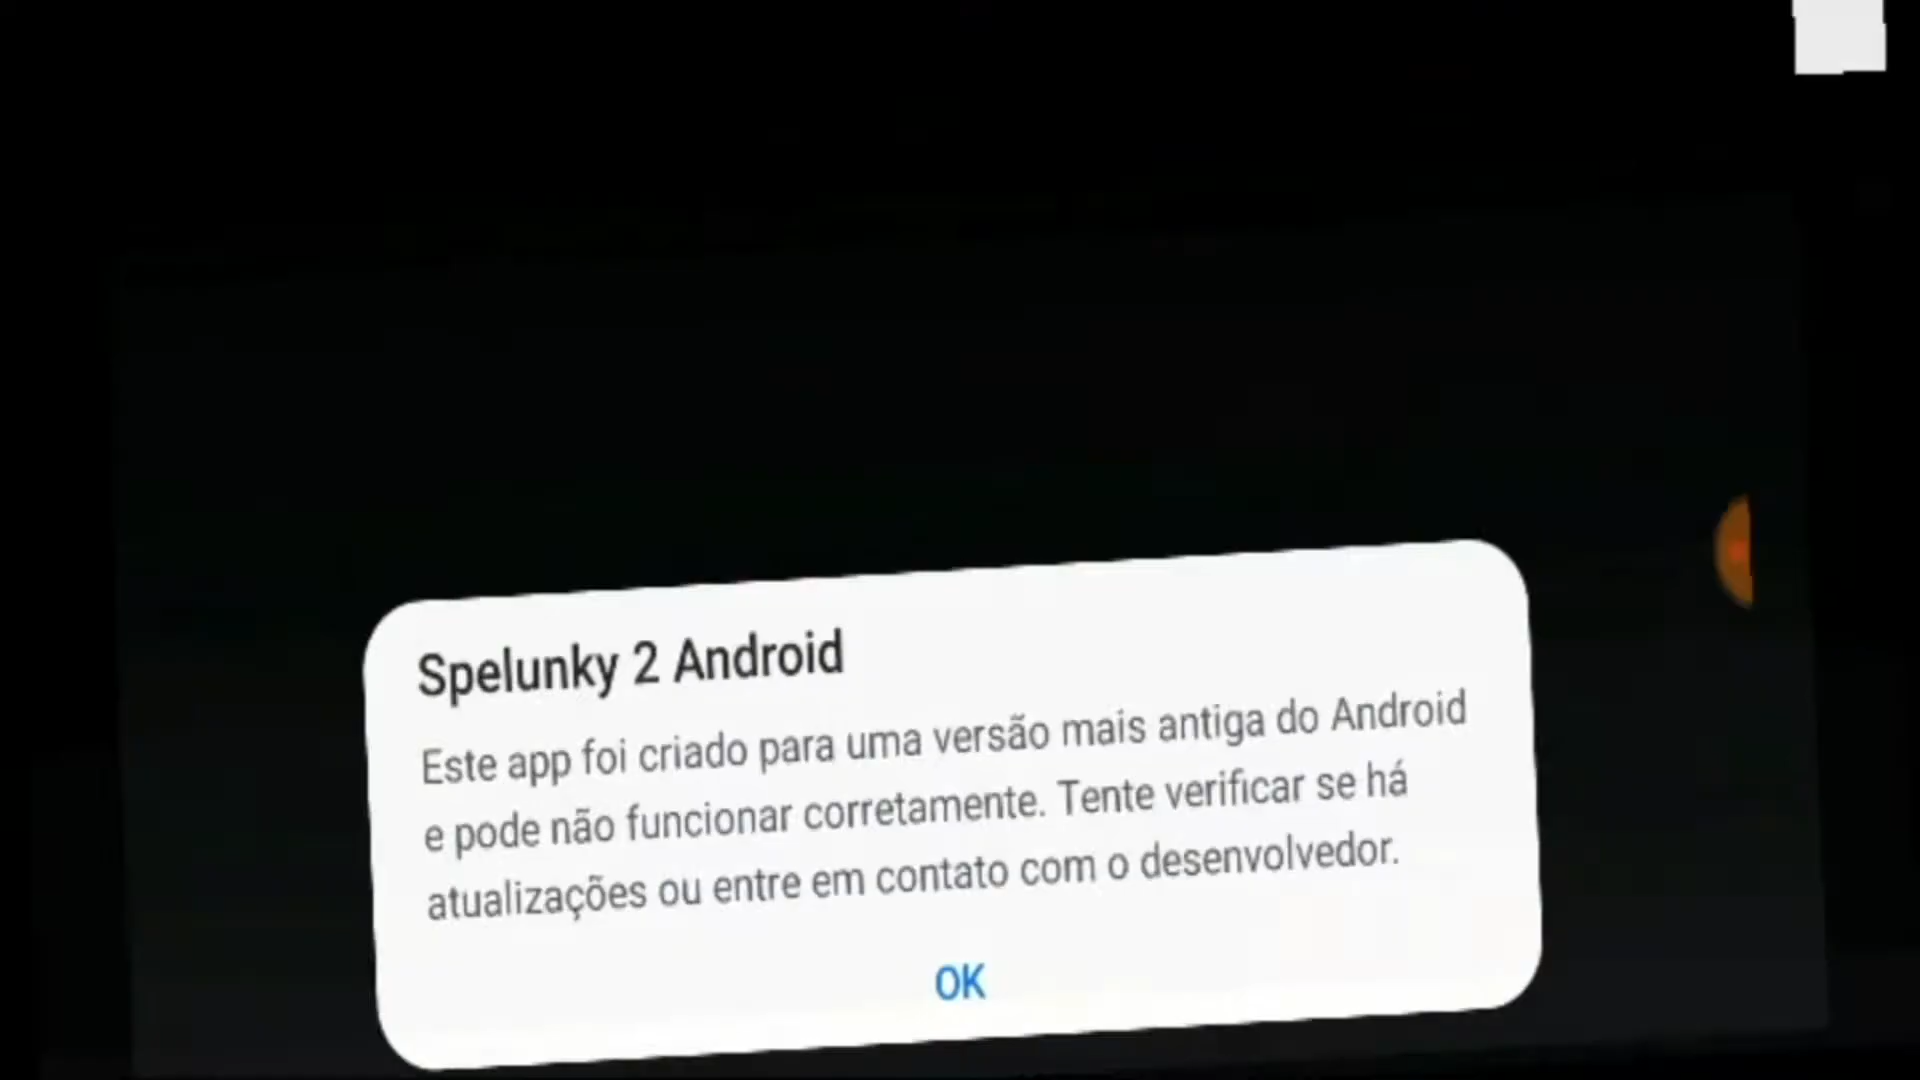 Spelunky 2 Android
Este app foi criado para uma versão mais antiga do Android
e pode não funcionar corretamente. Tente verificar se há
atualizações ou entre em contato com o desenvolvedor.
OK